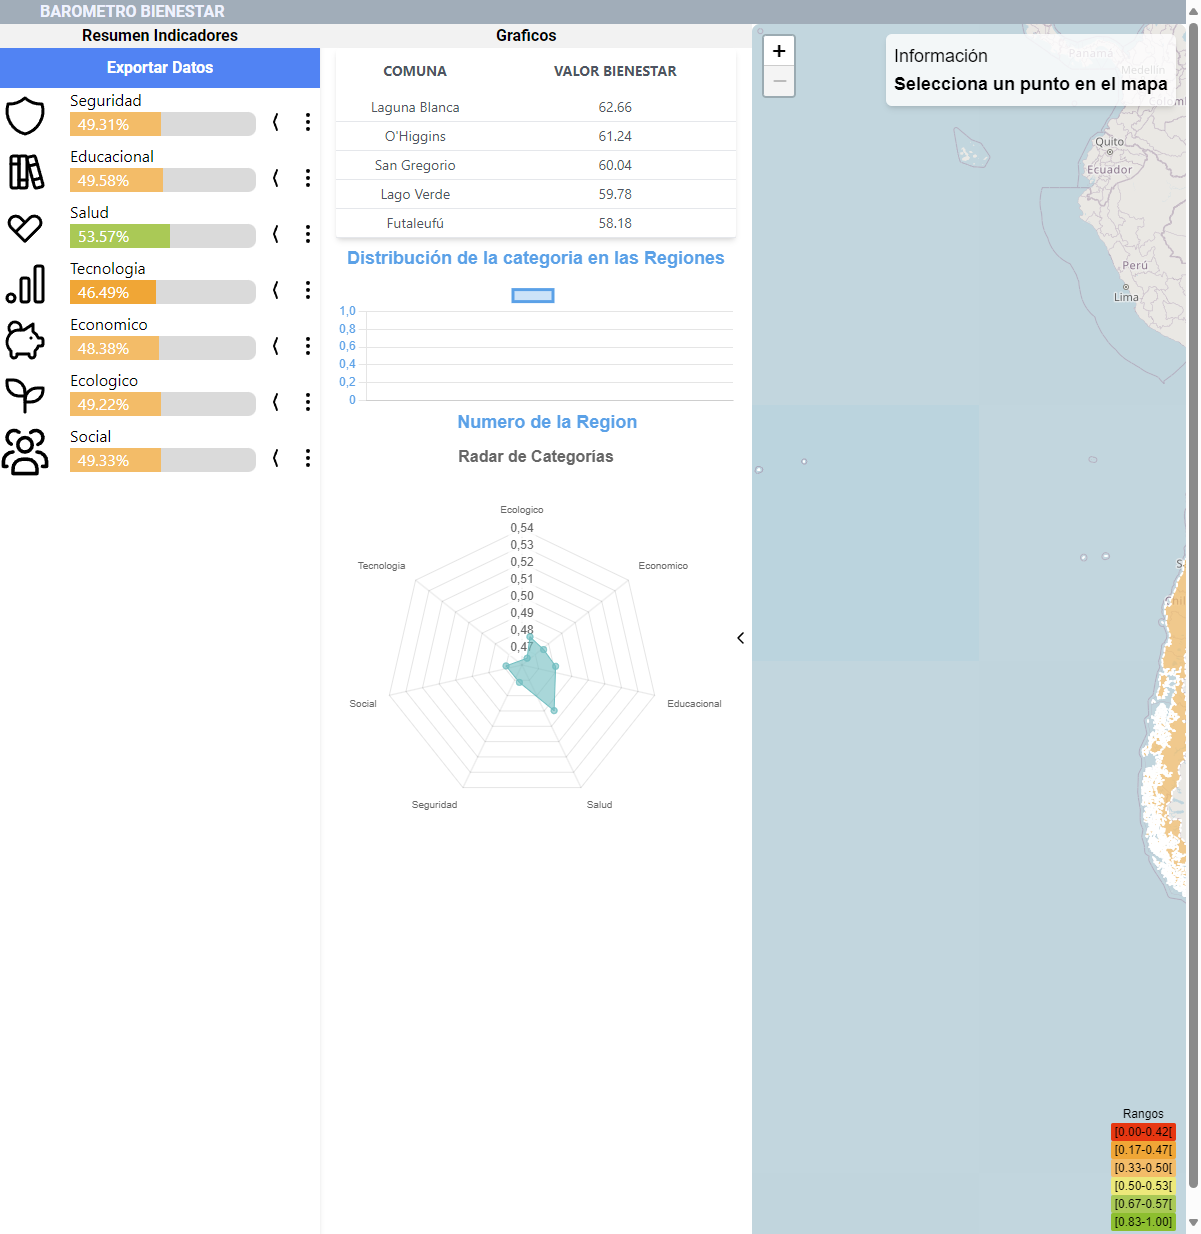 BAROMETRO BIENESTAR
Resumen Indicadores
Exportar Datos
Seguridad
49.31%
Educacional
49.58%
Salud
53.57%
Tecnologia
46.49%
Economico
48.38%
Ecologico
49.22%
Social
49.33%
Graficos
COMUNA VALOR BIENESTAR
Laguna Blanca 62.66
O'Higgins 61.24
San Gregorio 60.04
Lago Verde 59.78
Futaleufú 58.18
Distribución de la categoria en las Regiones
1,0
0,8
0,6
0,4
0,2
0
Numero de la Region
Radar de Categorías
Ecologico
0,54
0,53
0,52
0,51
0,50
0,49
0,48
0,47
Tecnologia
Economico
Social
Educacional
Seguridad
Salud
+
−
Información
Selecciona un punto en el mapa
Panamá
Medellín
Quito
Ecuador
Perú
Lima
Rangos
[0.00-0.42[
[0.17-0.47[
[0.33-0.50[
[0.50-0.53[
[0.67-0.57[
[0.83-1.00]